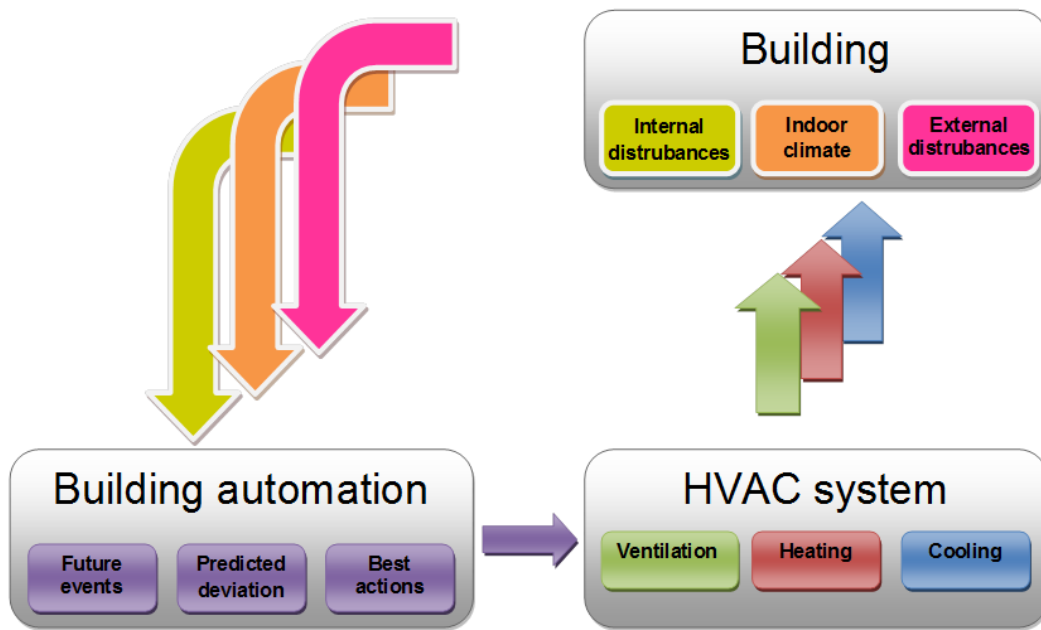 Building
Internal
distrubances
Indoor
climate
External
distrubances
Building automation
Future
events
Predicted
deviation
Best
actions
HVAC system
Ventilation
Heating
Cooling